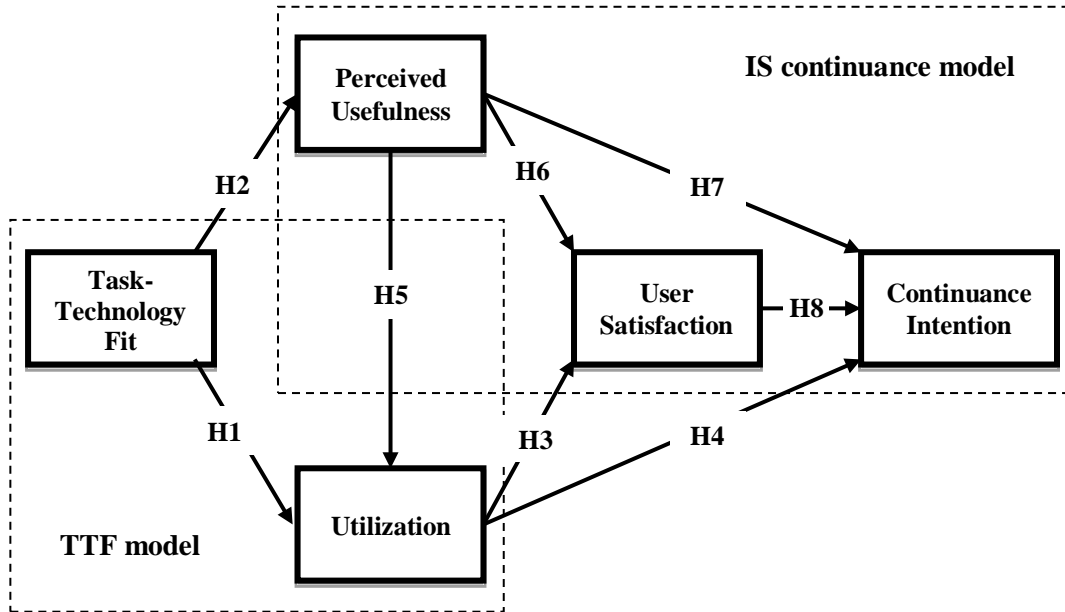 Perceived
Usefulness
IS continuance model
H6
H7
H2
Task-
Technology
Fit
H5
User
Satisfaction
H8
Continuance
Intention
H1
H3
H4
Utilization
TTF model